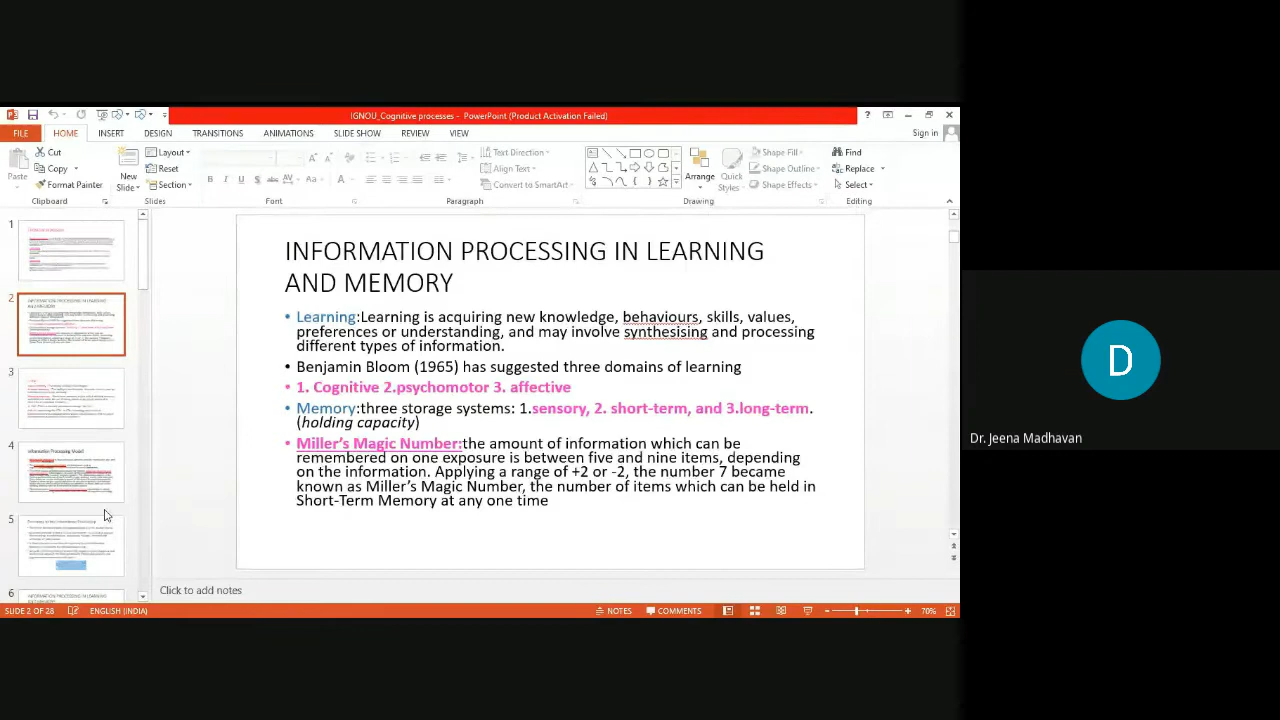 IGNOU_Cognitive processes - PowerPoint (Product Activation Failed)
FILE HOME INSERT DESIGN TRANSITIONS ANIMATIONS SLIDE SHOW REVIEW VIEW Sign in
Paste Cut Copy Format Painter
Clipboard
New Slide Layout Reset Section
Slides
Font
Text Direction Align Text Convert to SmartArt
Paragraph
Arrange Quick Styles Shape Fill Shape Outline Shape Effects
Drawing
Find Replace Select
Editing
1
2
3
4
Information Processing Model
5
6
INFORMATION PROCESSING IN LEARNING
AND MEMORY
• Learning:Learning is acquiring new knowledge, behaviours, skills, values,
preferences or understanding, and may involve synthesising and processing
different types of information.
• Benjamin Bloom (1965) has suggested three domains of learning
• 1. Cognitive 2.psychomotor 3. affective
• Memory:three storage systems: 1.sensory, 2. short-term, and 3.long-term.
(holding capacity)
• Miller's Magic Number:the amount of information which can be
remembered on one exposure is between five and nine items, depending
on the information.Applying a range of +2 or -2, the number 7 became
known as Miller's Magic Number, the number of items which can be held in
Short-Term Memory at any one time
Click to add notes
SLIDE 2 OF 28 ENGLISH (INDIA) NOTES COMMENTS 70%
D
Dr. Jeena Madhavan